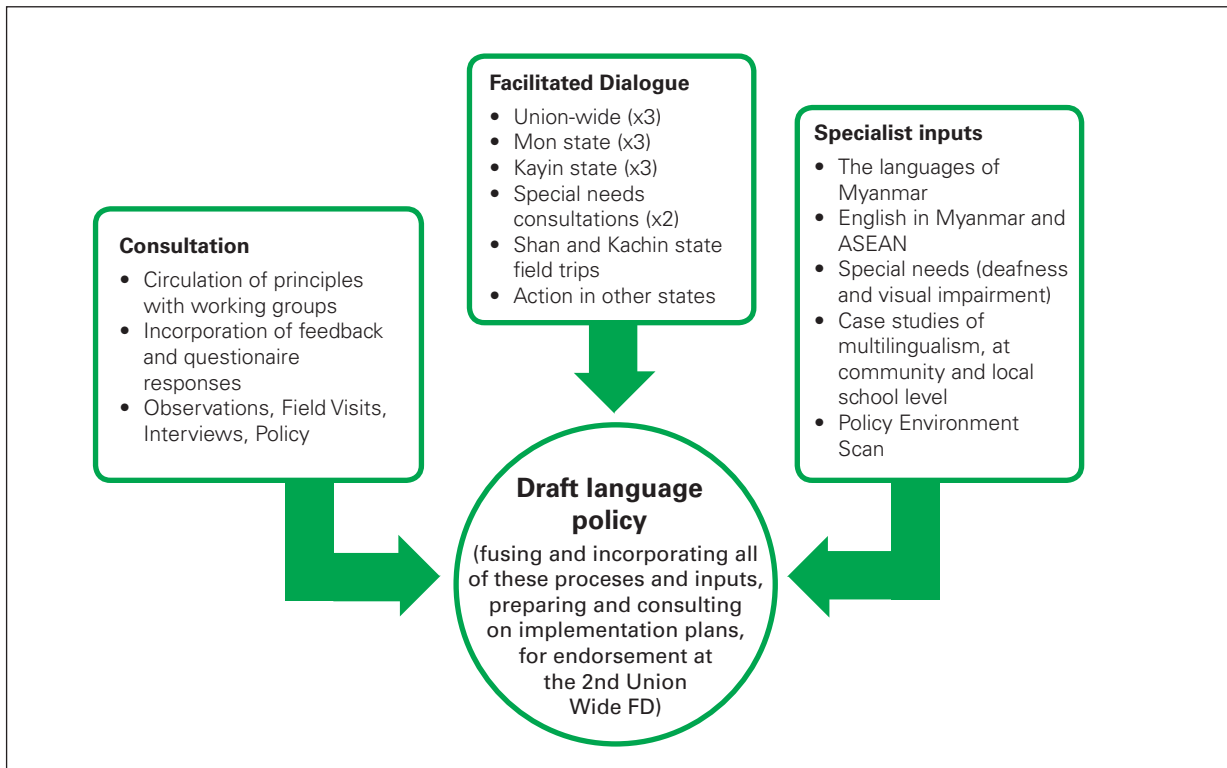 Consultation
• Circulation of principles
with working groups
• Incorporation of feedback
and questionaire
responses
• Observations, Field Visits,
Interviews, Policy
Facilitated Dialogue
• Union-wide (x3)
• Mon state (x3)
• Kayin state (x3)
• Special needs
consultations (x2)
• Shan and Kachin state
field trips
• Action in other states
Specialist inputs
• The languages of
Myanmar
• English in Myanmar and
ASEAN
• Special needs (deafness
and visual impairment)
• Case studies of
multilingualism, at
community and local
school level
• Policy Environment
Scan
Draft language
policy
(fusing and incorporating all
of these proceses and inputs,
preparing and consulting
on implementation plans,
for endorsement at
the 2nd Union
Wide FD)